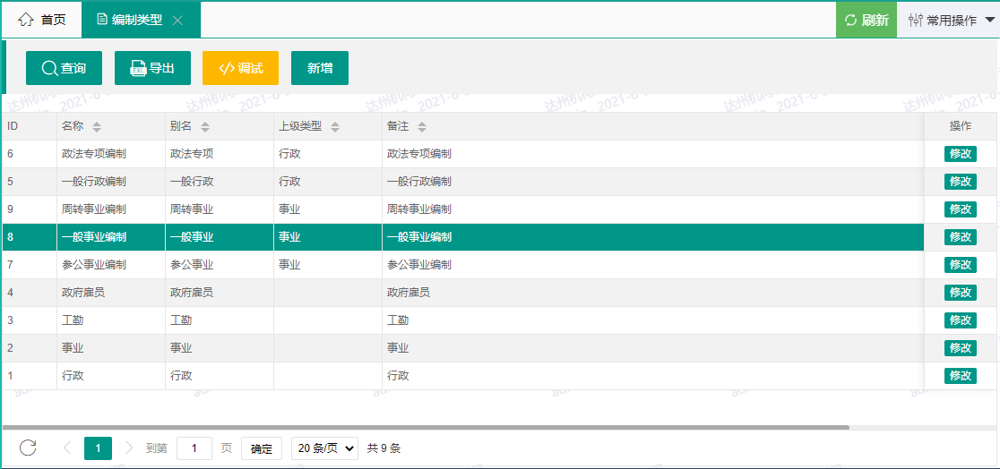 首页 编制类型 刷新 常用操作
查询 导出 调试 新增
ID 名称 别名 上级类型 备注 操作
6 政法专项编制 政法专项 行政 政法专项编制 修改
5 一般行政编制 一般行政 行政 一般行政编制 修改
9 周转事业编制 周转事业 事业 周转事业编制 修改
8 一般事业编制 一般事业 事业 一般事业编制 修改
7 参公事业编制 参公事业 事业 参公事业编制 修改
4 政府雇员 政府雇员 政府雇员 修改
3 工勤 工勤 工勤 修改
2 事业 事业 事业 修改
1 行政 行政 行政 修改
1 到第 1 页 确定 20 条/页 共 9 条